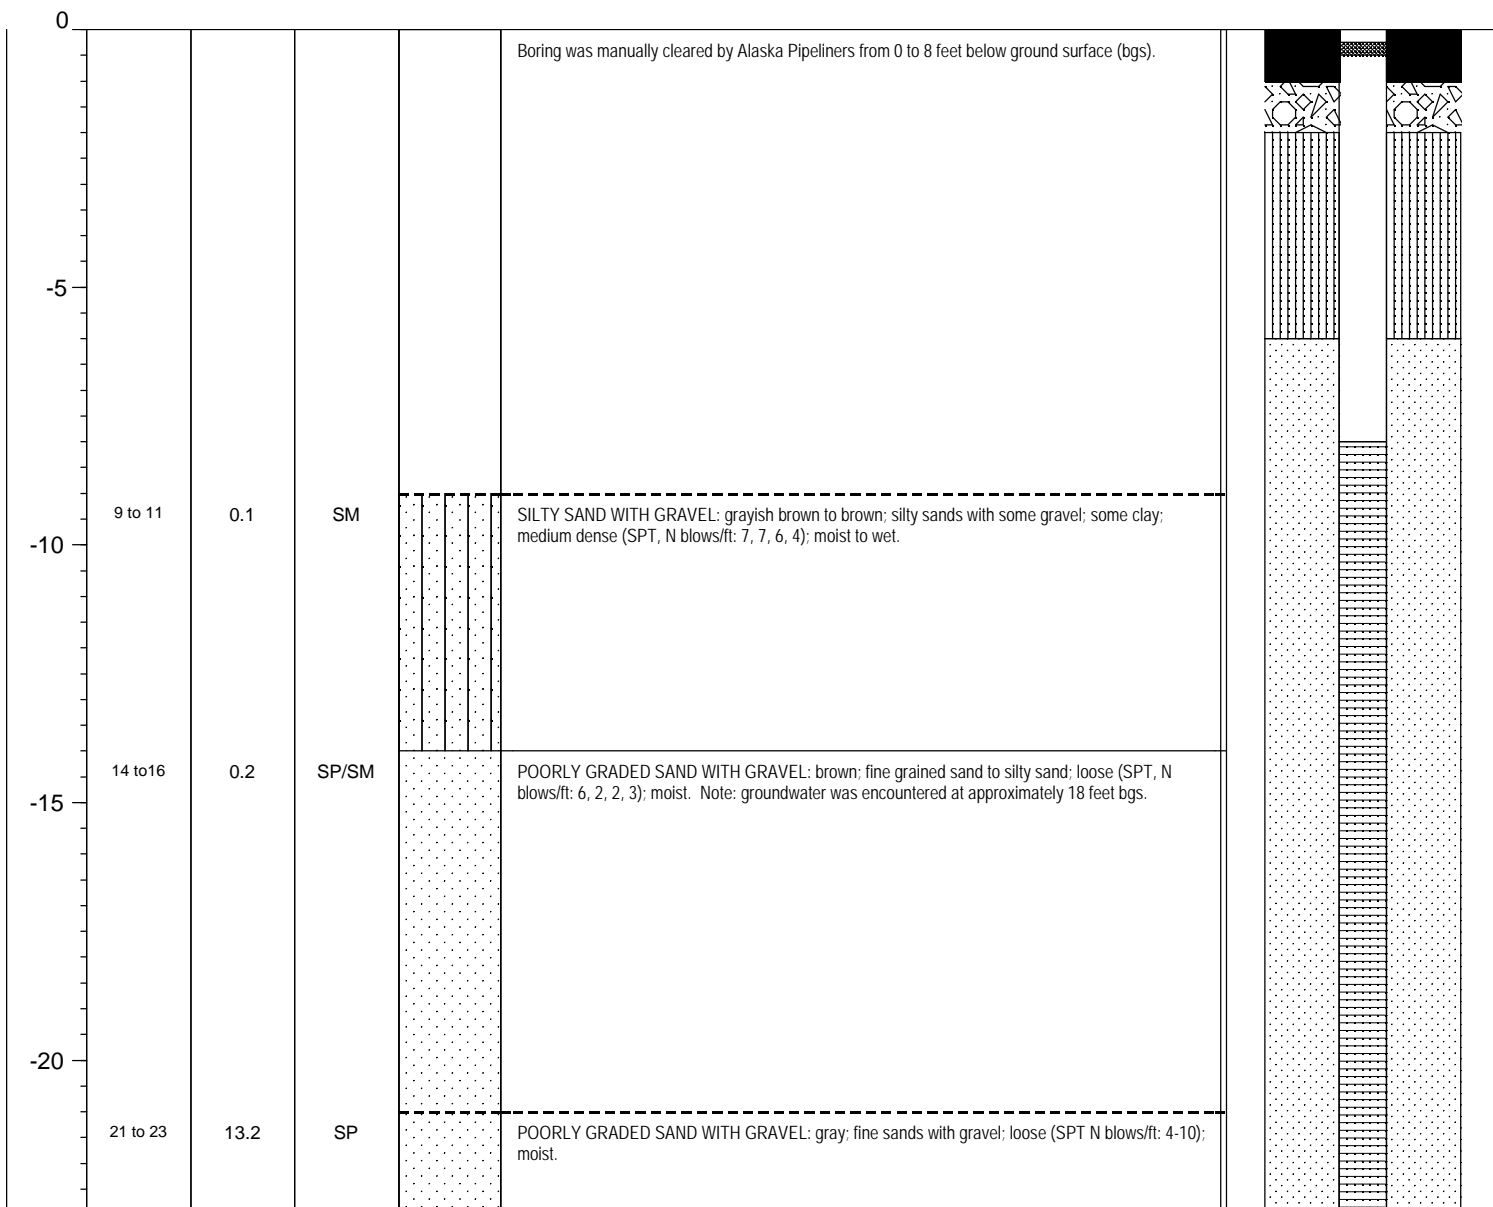 0
Boring was manually cleared by Alaska Pipeliners from 0 to 8 feet below ground surface (bgs).
-5
9 to 11 0.1 SM SILTY SAND WITH GRAVEL: grayish brown to brown; silty sands with some gravel; some clay;
medium dense (SPT, N blows/ft: 7, 7, 6, 4); moist to wet.
-10
14 to16 0.2 SP/SM POORLY GRADED SAND WITH GRAVEL: brown; fine grained sand to silty sand; loose (SPT, N
blows/ft: 6, 2, 2, 3); moist. Note: groundwater was encountered at approximately 18 feet bgs.
-15
-20
21 to 23 13.2 SP POORLY GRADED SAND WITH GRAVEL: gray; fine sands with gravel; loose (SPT N blows/ft: 4-10);
moist.